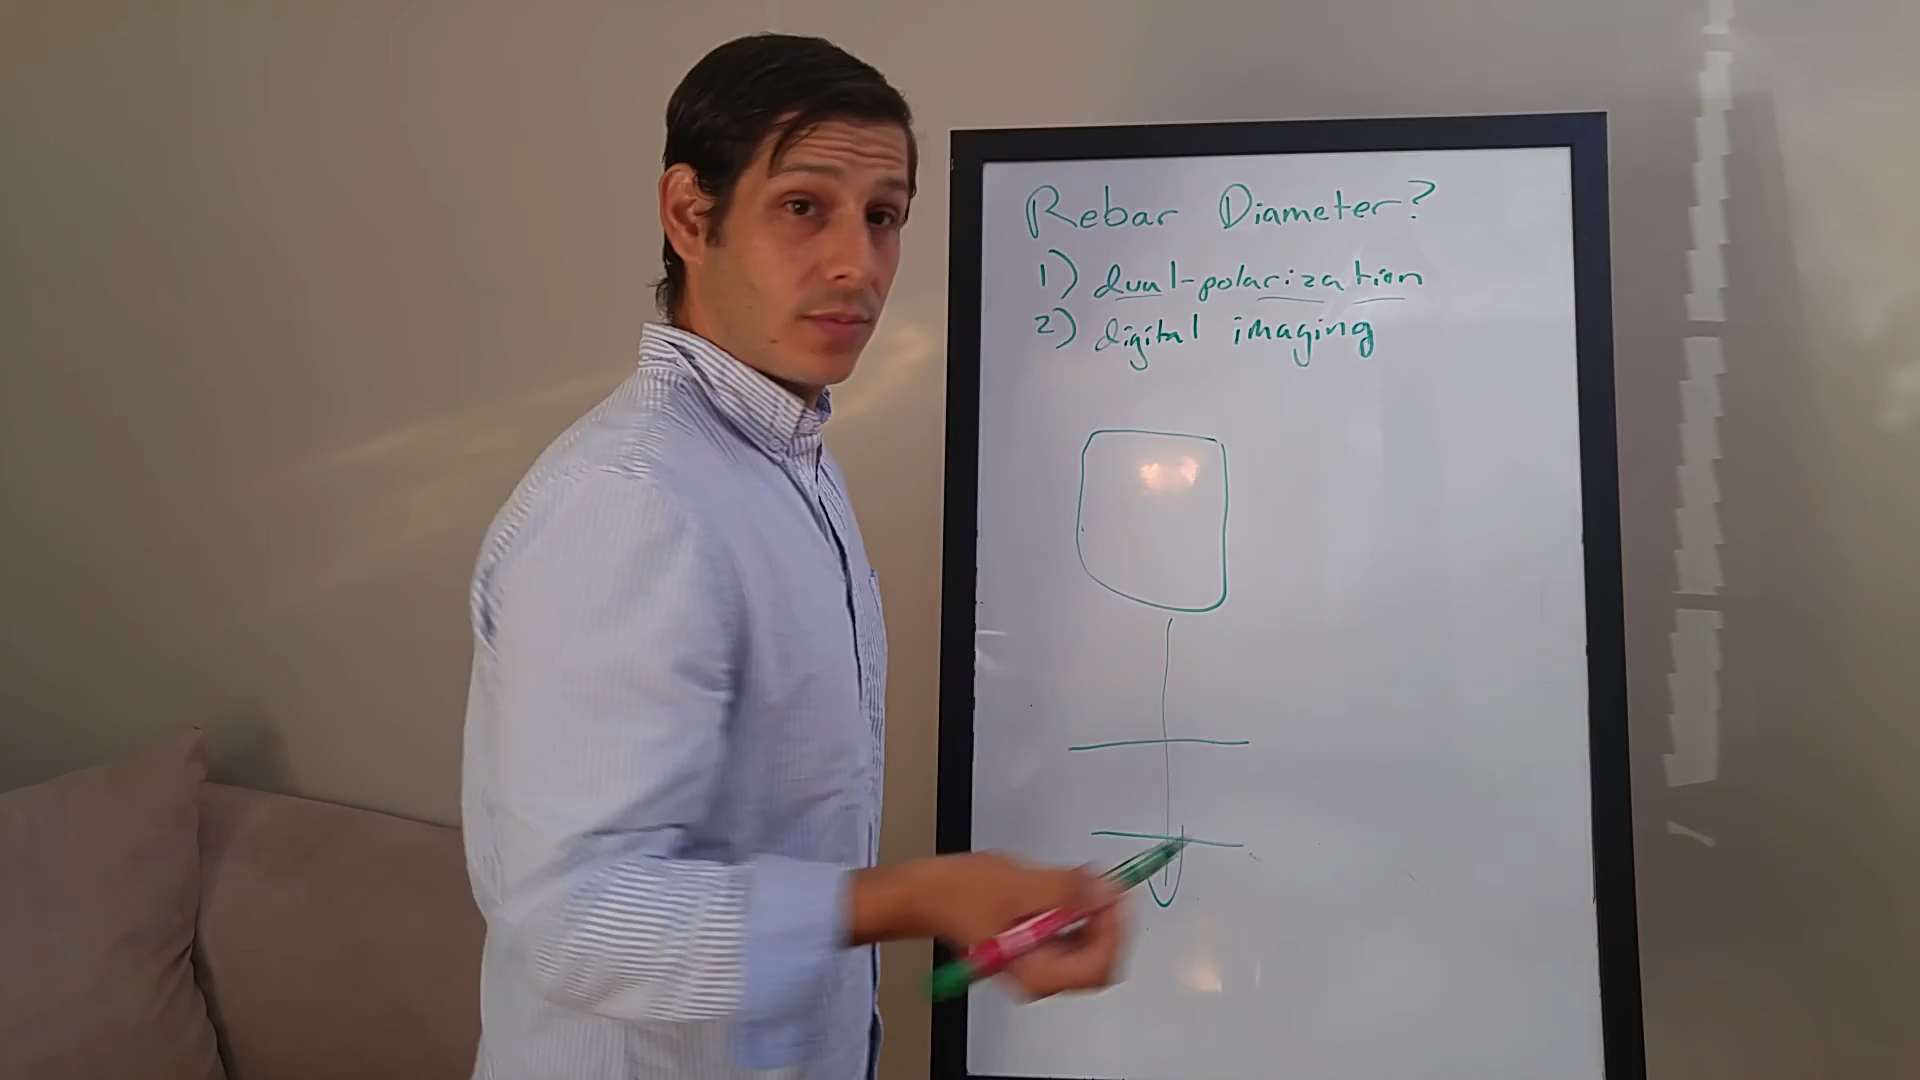 Rebar Diameter?
1) dual-polarization
2) digital imaging